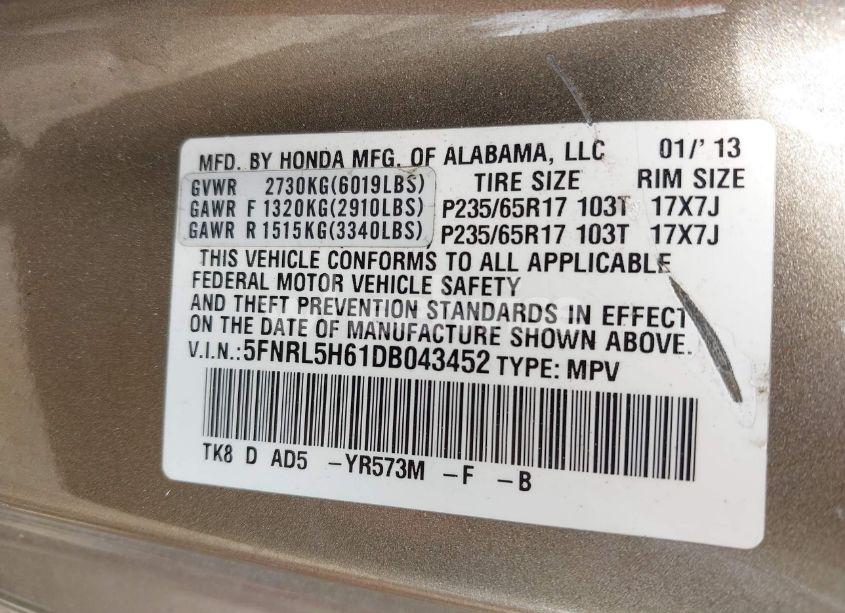 MFD. BY HONDA MFG. OF ALABAMA, LLC 01/' 13
GVWR 2730KG(6019LBS) TIRE SIZE RIM SIZE
GAWR F 1320KG(2910LBS) P235/65R17 103T 17X7J
GAWR R 1515KG(3340LBS) P235/65R17 103T 17X7J
THIS VEHICLE CONFORMS TO ALL APPLICABLE
FEDERAL MOTOR VEHICLE SAFETY
AND THEFT PREVENTION STANDARDS IN EFFECT
ON THE DATE OF MANUFACTURE SHOWN ABOVE.
V.I.N.:5FNRL5H61DB043452 TYPE: MPV
TK8 D AD5 -YR573M -F -B